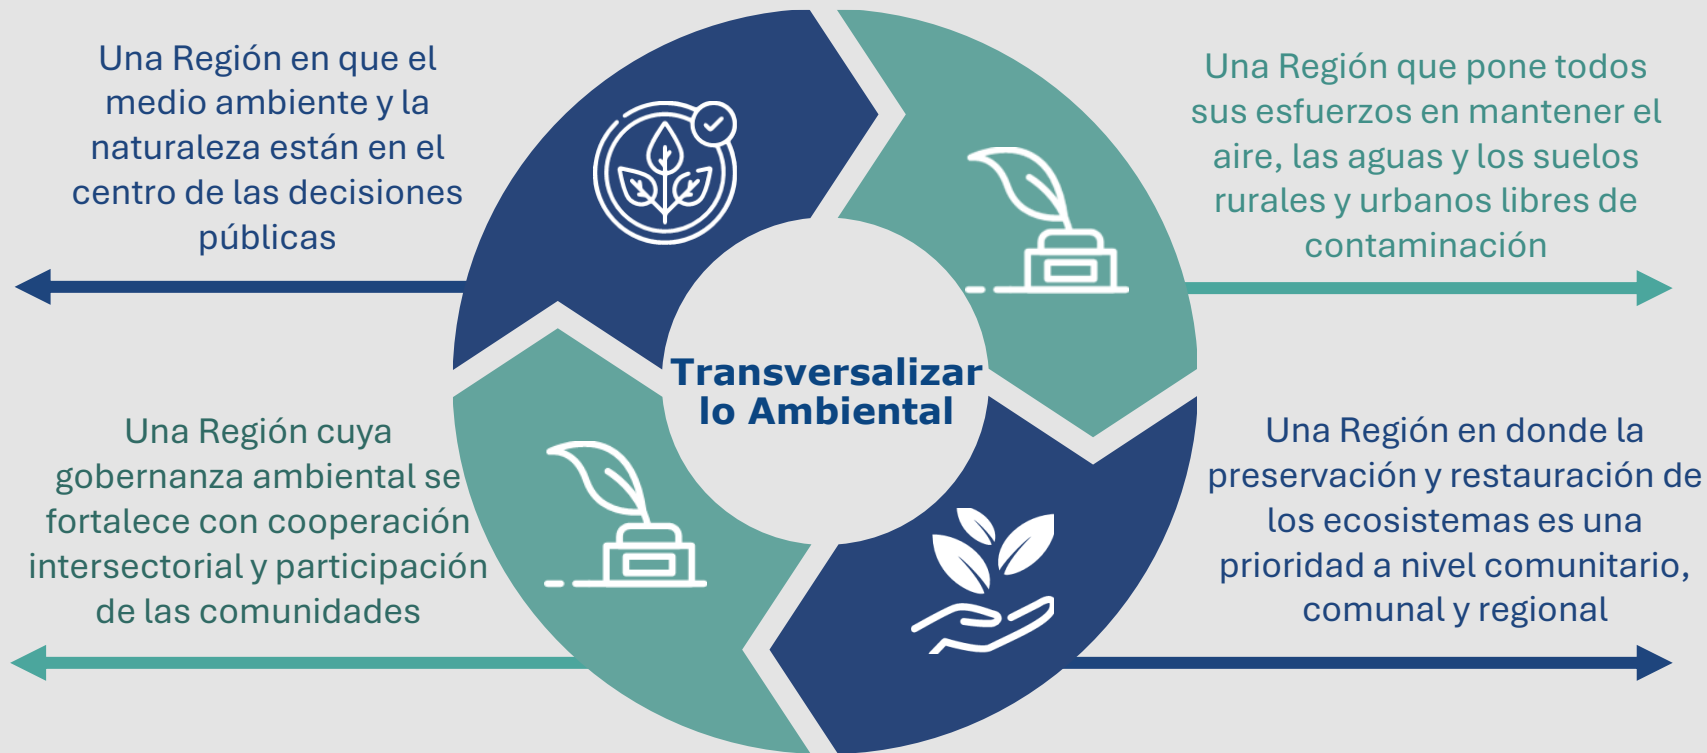 Una Región en que el
medio ambiente y la
naturaleza están en el
centro de las decisiones
públicas
Una Región que pone todos
sus esfuerzos en mantener el
aire, las aguas y los suelos
rurales y urbanos libres de
contaminación
Transversalizar
lo Ambiental
Una Región cuya
gobernanza ambiental se
fortalece con cooperación
intersectorial y participación
de las comunidades
Una Región en donde la
preservación y restauración de
los ecosistemas es una
prioridad a nivel comunitario,
comunal y regional